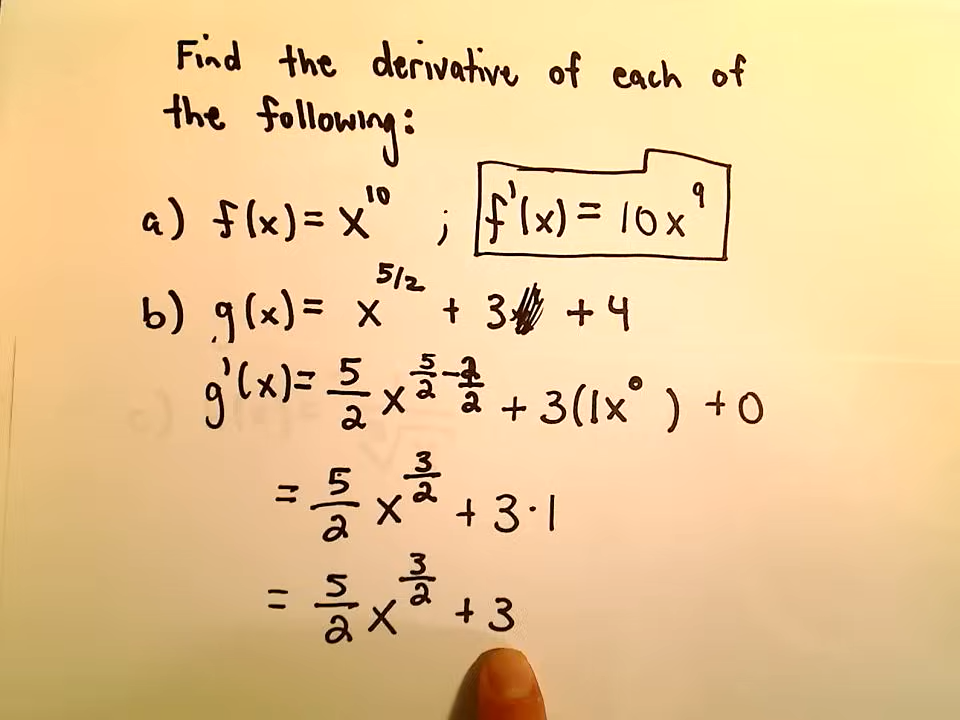 Find the derivative of each of
the following:
a) f(x) = x^10 ; f'(x) = 10x^9
b) g(x) = x^5/2 + 3 + 4
g'(x) = 5/2 x^(5/2 - 2/2) + 3(1x^0) + 0
= 5/2 x^3/2 + 3·1
= 5/2 x^3/2 + 3